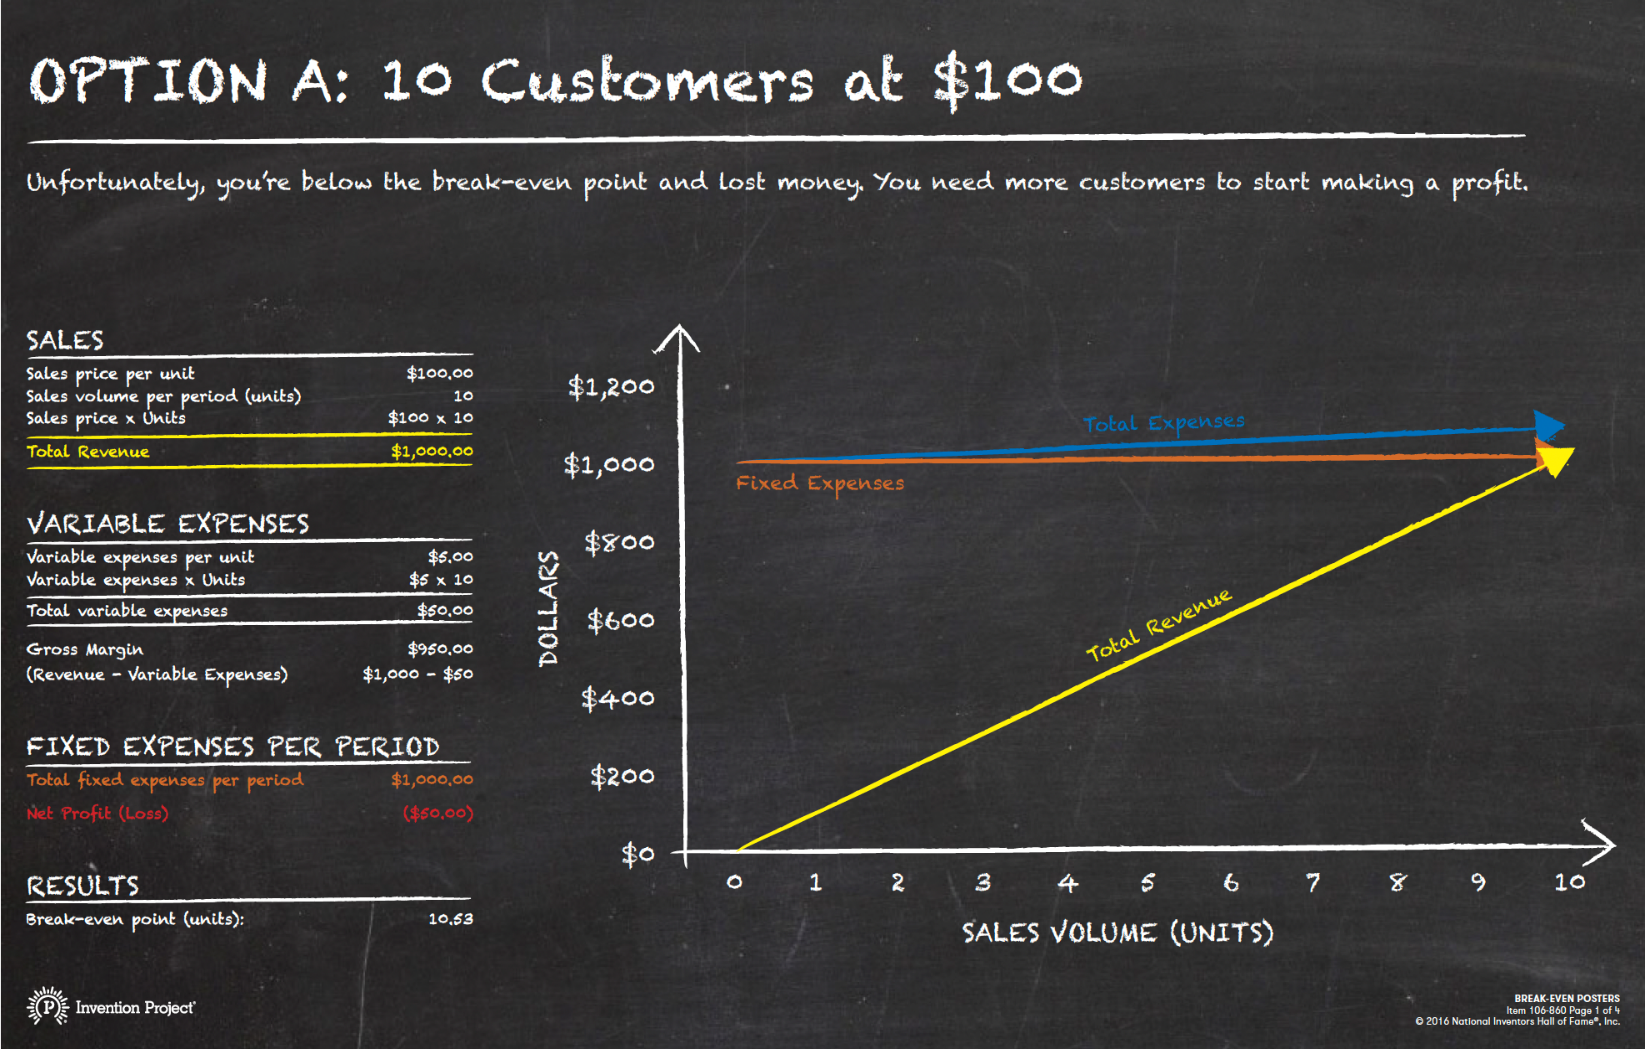 OPTION A: 10 Customers at $100
Unfortunately, you're below the break-even point and lost money. You need more customers to start making a profit.
SALES
Sales price per unit $100.00
Sales volume per period (units) 10
Sales price x Units $100 x 10
Total Revenue $1,000.00
VARIABLE EXPENSES
Variable expenses per unit $5.00
Variable expenses x Units $5 x 10
Total variable expenses $50.00
Gross Margin $950.00
(Revenue - Variable Expenses) $1,000 - $50
FIXED EXPENSES PER PERIOD
Total fixed expenses per period $1,000.00
Net Profit (Loss) ($50.00)
RESULTS
Break-even point (units): 10.53
DOLLARS
$1,200
$1,000
$800
$600
$400
$200
$0
Total Expenses
Fixed Expenses
Total Revenue
0 1 2 3 4 5 6 7 8 9 10
SALES VOLUME (UNITS)
P Invention Project®
BREAK-EVEN POSTERS
Item 106-860 Page 1 of 4
© 2016 National Inventors Hall of Fame®, Inc.